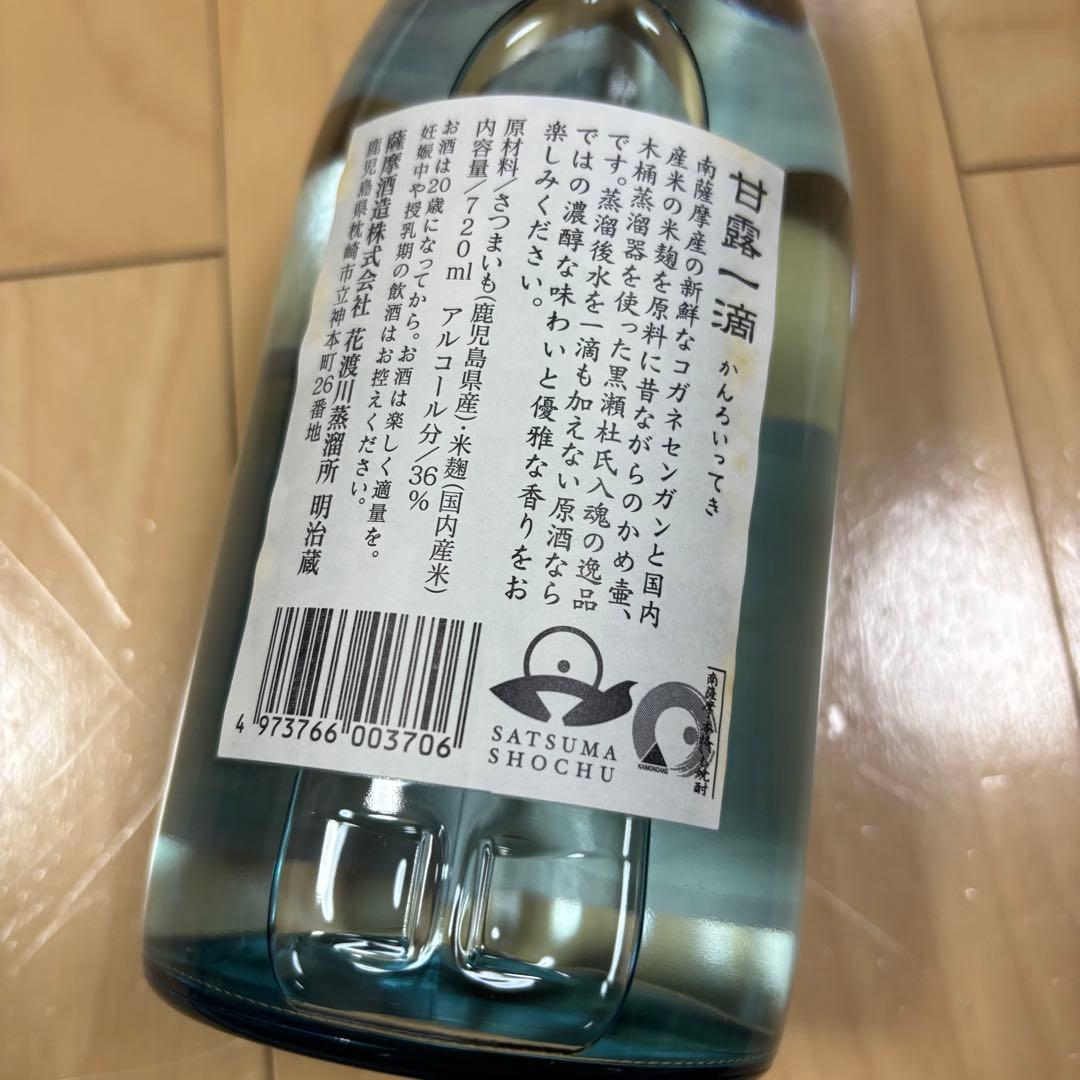 甘露一滴 かんろいってき
南薩摩産の新鮮なコガネセンガンと国内
産米の米麹を原料に昔ながらのかめ壷、
木桶蒸溜器を使った黒瀬杜氏入魂の逸品
です。蒸溜後水を一滴も加えない原酒なら
ではの濃醇な味わいと優雅な香りをお
楽しみください。
原材料/さつまいも(鹿児島県産)・米麹(国内産米)
内容量/720ml アルコール分/36%
お酒は20歳になってから。お酒は楽しく適量を。
妊娠中や授乳期の飲酒はお控えください。
薩摩酒造株式会社 花渡川蒸溜所 明治蔵
鹿児島県枕崎市立神本町26番地
4 973766 003706
SATSUMA
SHOCHU
KAIMONDAKE
南薩摩・本格いも焼酎